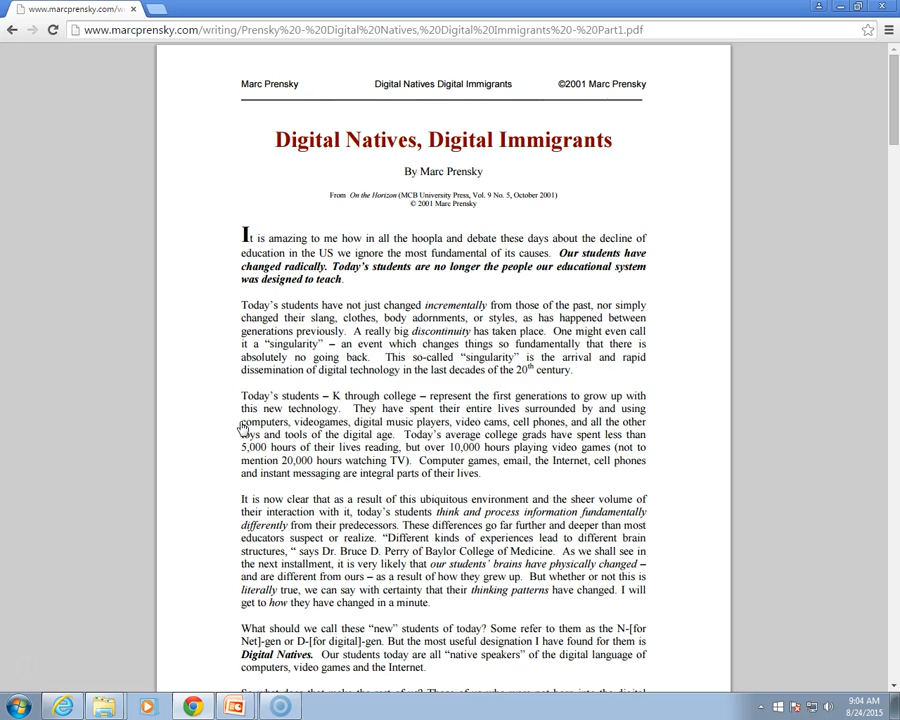 www.marcprensky.com/w
www.marcprensky.com/writing/Prensky%20-%20Digital%20Natives,%20Digital%20Immigrants%20-%20Part1.pdf
Marc Prensky Digital Natives Digital Immigrants ©2001 Marc Prensky
Digital Natives, Digital Immigrants
By Marc Prensky
From On the Horizon (MCB University Press, Vol. 9 No. 5, October 2001)
© 2001 Marc Prensky
It is amazing to me how in all the hoopla and debate these days about the decline of
education in the US we ignore the most fundamental of its causes. Our students have
changed radically. Today's students are no longer the people our educational system
was designed to teach.
Today's students have not just changed incrementally from those of the past, nor simply
changed their slang, clothes, body adornments, or styles, as has happened between
generations previously. A really big discontinuity has taken place. One might even call
it a “singularity” – an event which changes things so fundamentally that there is
absolutely no going back. This so-called “singularity” is the arrival and rapid
dissemination of digital technology in the last decades of the 20th century.
Today's students – K through college – represent the first generations to grow up with
this new technology. They have spent their entire lives surrounded by and using
computers, videogames, digital music players, video cams, cell phones, and all the other
toys and tools of the digital age. Today's average college grads have spent less than
5,000 hours of their lives reading, but over 10,000 hours playing video games (not to
mention 20,000 hours watching TV). Computer games, email, the Internet, cell phones
and instant messaging are integral parts of their lives.
It is now clear that as a result of this ubiquitous environment and the sheer volume of
their interaction with it, today's students think and process information fundamentally
differently from their predecessors. These differences go far further and deeper than most
educators suspect or realize. “Different kinds of experiences lead to different brain
structures, “ says Dr. Bruce D. Perry of Baylor College of Medicine. As we shall see in
the next installment, it is very likely that our students' brains have physically changed –
and are different from ours – as a result of how they grew up. But whether or not this is
literally true, we can say with certainty that their thinking patterns have changed. I will
get to how they have changed in a minute.
What should we call these “new” students of today? Some refer to them as the N-[for
Net]-gen or D-[for digital]-gen. But the most useful designation I have found for them is
Digital Natives. Our students today are all “native speakers” of the digital language of
computers, video games and the Internet.
9:04 AM
8/24/2015